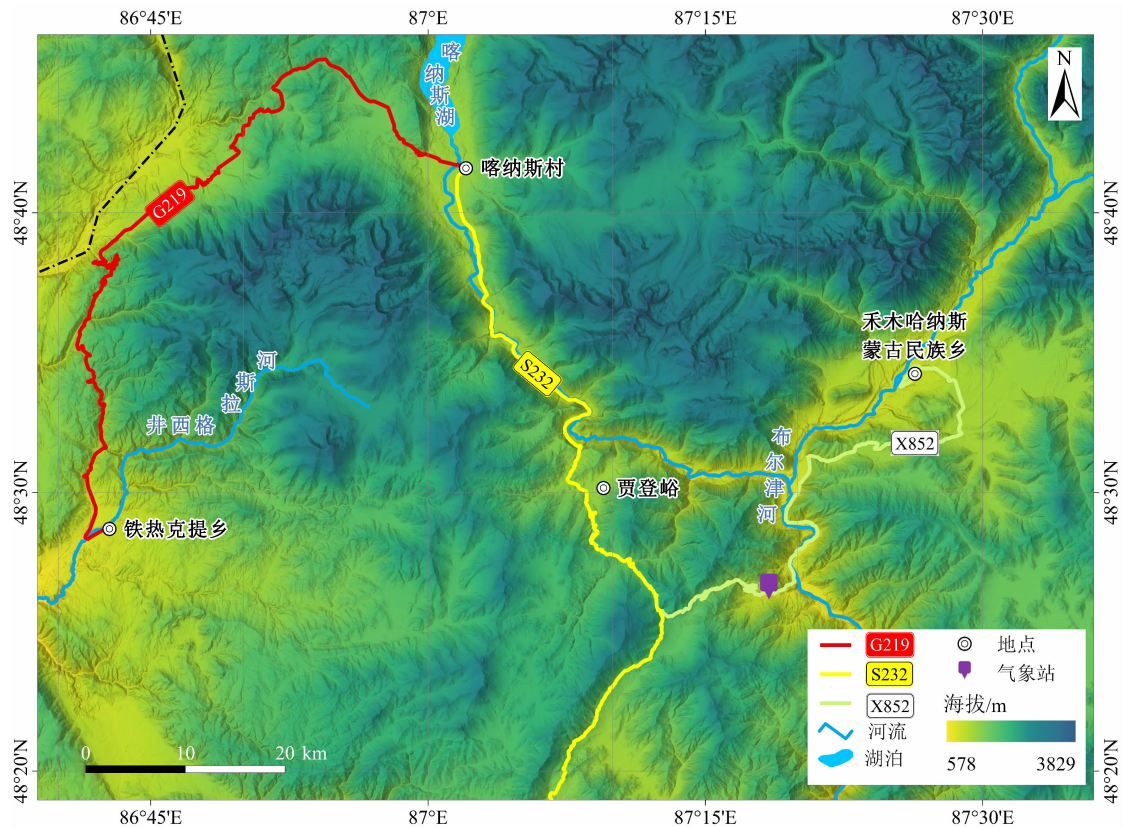 86°45'E
87°0'E
87°15'E
87°30'E
喀纳斯湖
N
喀纳斯村
G219
48°40'N
48°40'N
禾木哈纳斯
蒙古民族乡
S232
井西格拉斯河
X852
布尔津河
贾登峪
48°30'N
48°30'N
铁热克提乡
G219
地点
S232
气象站
X852
海拔/m
河流
湖泊
578
3829
0
10
20 km
48°20'N
48°20'N
86°45'E
87°0'E
87°15'E
87°30'E